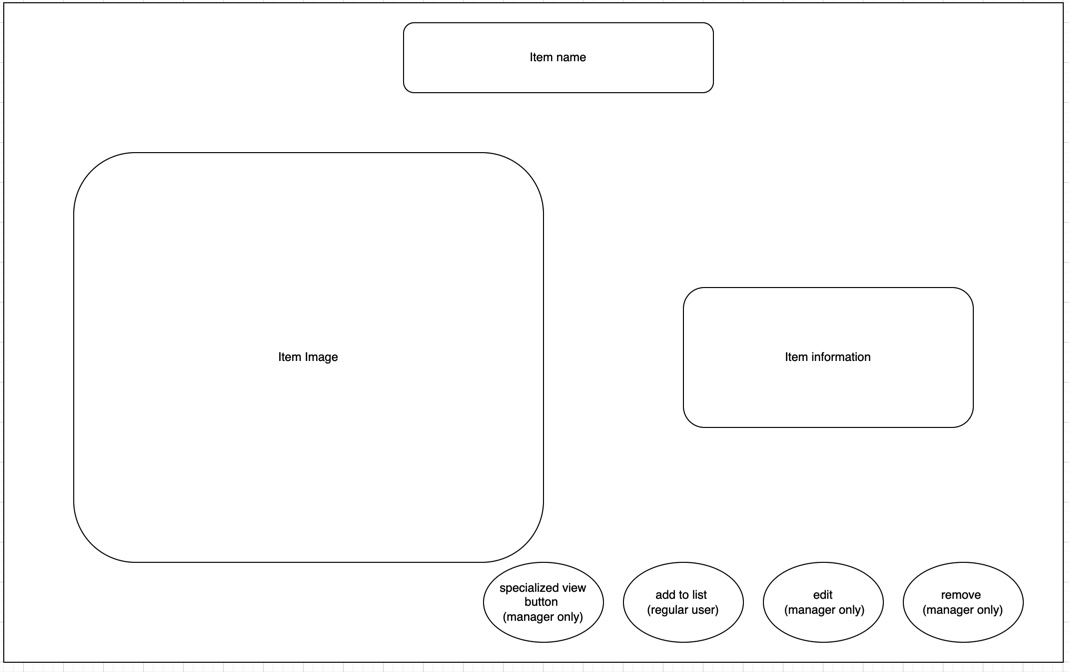 Item name
Item Image
Item information
specialized view
button
(manager only)
add to list
(regular user)
edit
(manager only)
remove
(manager only)